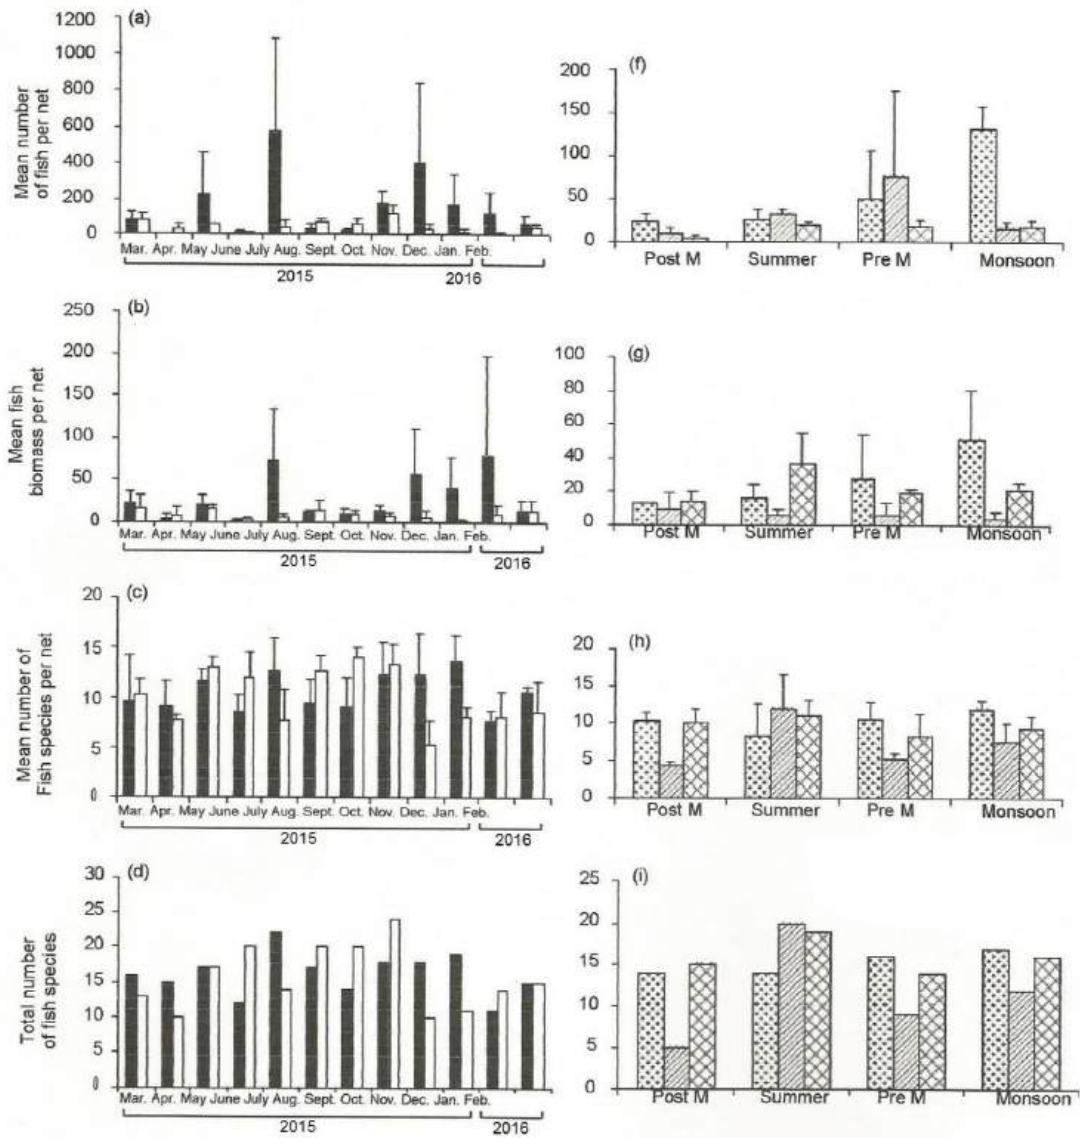 (a)
1200
1000
800
600
400
200
0
Mean number
of fish per net
Mar. Apr. May June July Aug. Sept. Oct. Nov. Dec. Jan. Feb.
2015
2016
(f)
200
150
100
50
0
Post M Summer Pre M Monsoon
(b)
250
200
150
100
50
0
Mean fish
biomass per net
Mar. Apr. May June July Aug. Sept. Oct. Nov. Dec. Jan. Feb.
2015
2016
(g)
100
80
60
40
20
0
Post M Summer Pre M Monsoon
(c)
20
15
10
5
0
Mean number of
Fish species per net
Mar. Apr. May June July Aug. Sept. Oct. Nov. Dec. Jan. Feb.
2015
2016
(h)
20
15
10
5
0
Post M Summer Pre M Monsoon
(d)
30
25
20
15
10
5
0
Total number
of fish species
Mar. Apr. May June July Aug. Sept. Oct. Nov. Dec. Jan. Feb.
2015
2016
(i)
25
20
15
10
5
0
Post M Summer Pre M Monsoon